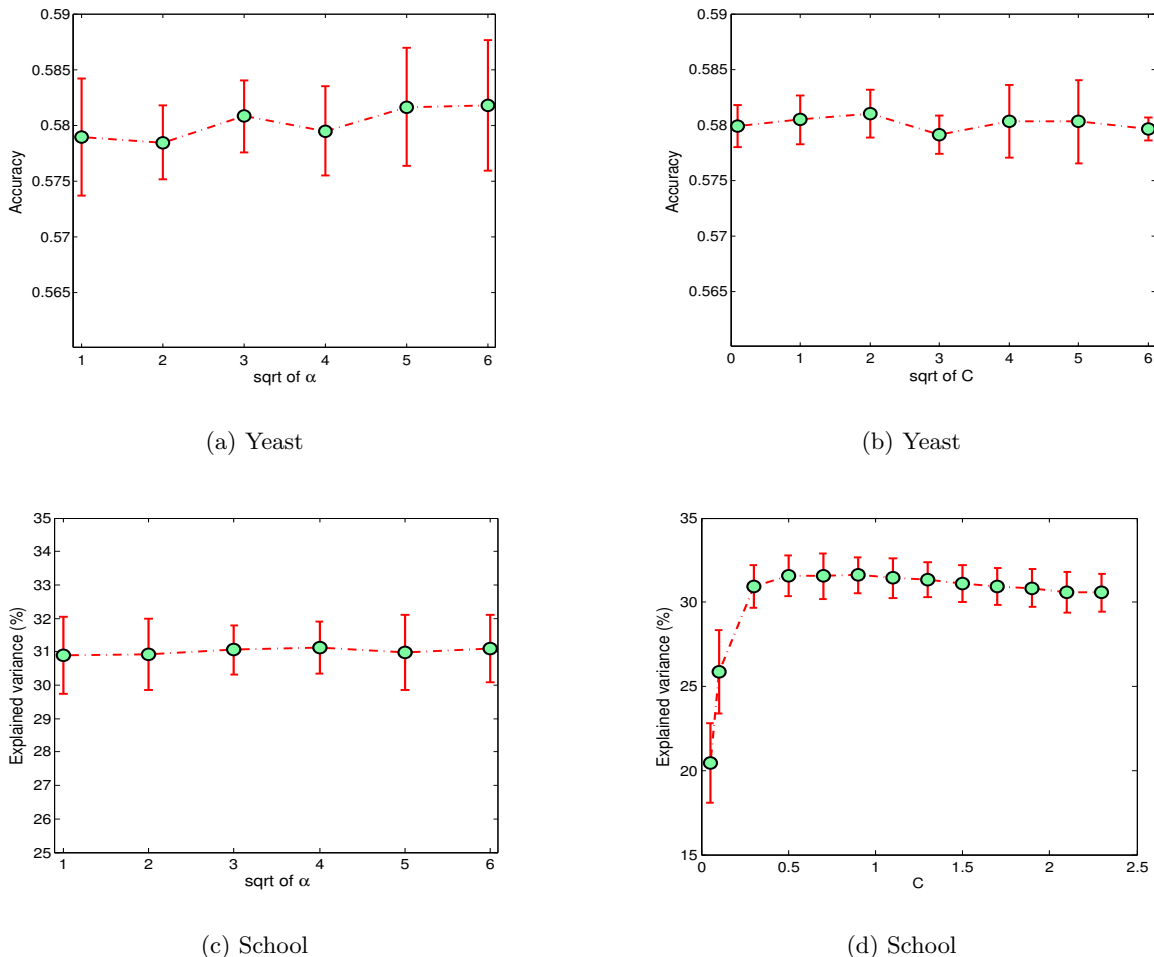 0.59
0.585
0.58
0.575
0.57
0.565
Accuracy
1 2 3 4 5 6
sqrt of α
(a) Yeast
0.59
0.585
0.58
0.575
0.57
0.565
Accuracy
0 1 2 3 4 5 6
sqrt of C
(b) Yeast
35
34
33
32
31
30
29
28
27
26
25
Explained variance (%)
1 2 3 4 5 6
sqrt of α
(c) School
35
30
25
20
15
Explained variance (%)
0 0.5 1 1.5 2 2.5
C
(d) School